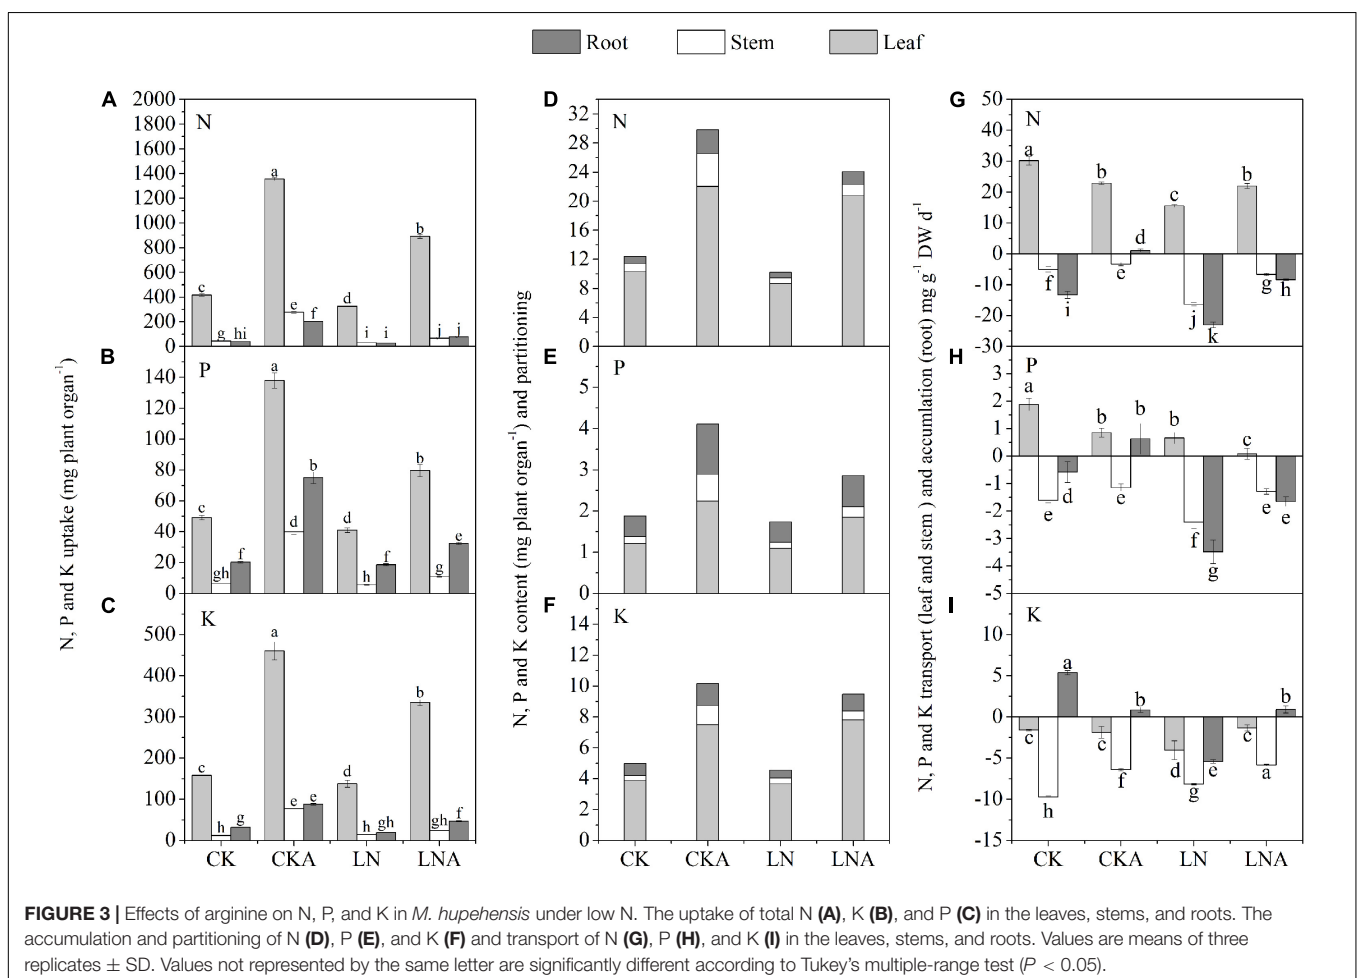 Root Stem Leaf
A
N, P and K uptake (mg plant organ⁻¹)
2000
1800
1600
1400
1200
1000
800
600
400
200
0
N
c g hi a e f d i i b j j
B
140
120
100
80
60
40
20
0
P
c gh f a d b d h f b g e
C
500
400
300
200
100
0
K
c h g a e e d h gh b gh f
CK CKA LN LNA
D
N, P and K content (mg plant organ⁻¹) and partitioning
32
28
24
20
16
12
8
4
0
N
E
5
4
3
2
1
0
P
F
14
12
10
8
6
4
2
0
K
CK CKA LN LNA
G
N, P and K transport (leaf and stem ) and accumlation (root) mg g⁻¹ DW d⁻¹
50
40
30
20
10
0
-10
-20
-30
N
a f i b e d c j k b g h
H
3
2
1
0
-1
-2
-3
-4
-5
P
a e d b e b b f g c e e
I
10
5
0
-5
-10
-15
K
c h a c f b d g e c a b
CK CKA LN LNA
FIGURE 3 | Effects of arginine on N, P, and K in M. hupehensis under low N. The uptake of total N (A), K (B), and P (C) in the leaves, stems, and roots. The
accumulation and partitioning of N (D), P (E), and K (F) and transport of N (G), P (H), and K (I) in the leaves, stems, and roots. Values are means of three
replicates ± SD. Values not represented by the same letter are significantly different according to Tukey's multiple-range test (P < 0.05).